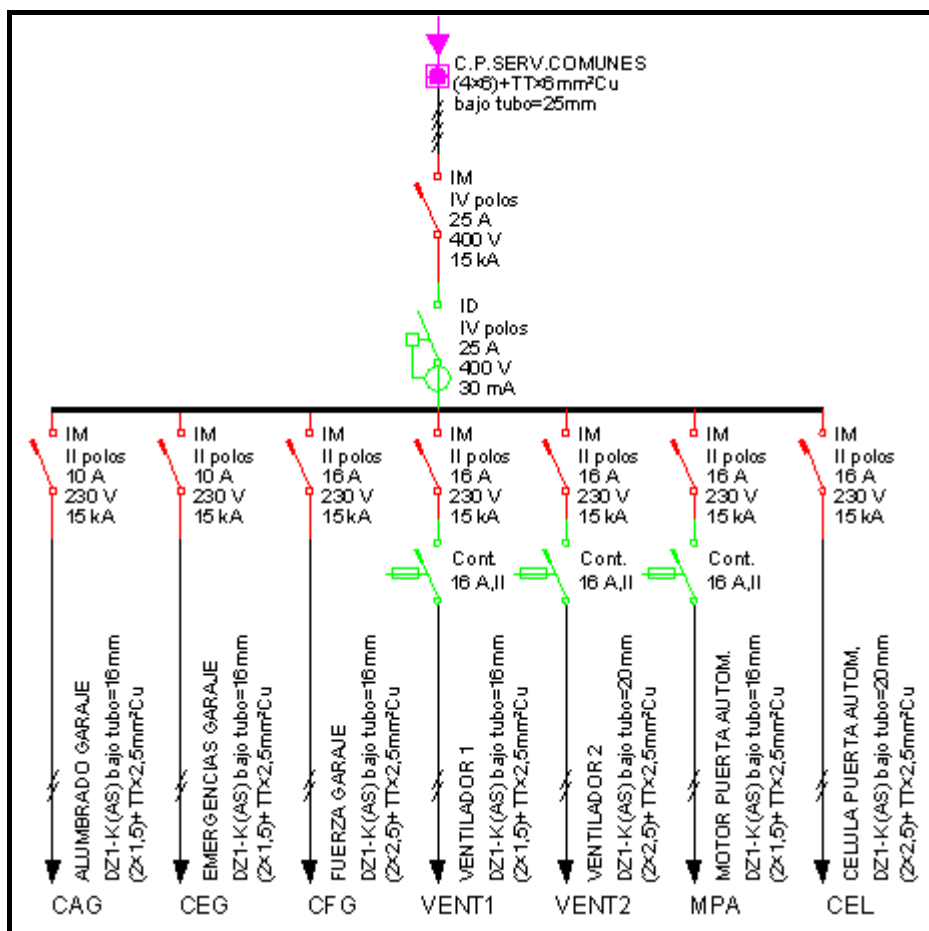 C.P.SERV.COMUNES
(4x6)+TTx6mm²Cu
bajo tubo=25mm
IM
IV polos
25 A
400 V
15 kA
ID
IV polos
25 A
400 V
30 mA
IM
II polos
10 A
230 V
15 kA
IM
II polos
10 A
230 V
15 kA
IM
II polos
16 A
230 V
15 kA
IM
II polos
16 A
230 V
15 kA
IM
II polos
16 A
230 V
15 kA
IM
II polos
16 A
230 V
15 kA
IM
II polos
16 A
230 V
15 kA
Cont.
16 A,II
Cont.
16 A,II
Cont.
16 A,II
ALUMBRADO GARAJE
DZ1-K(AS) bajo tubo=16mm
(2x1,5)+TTx2,5mm²Cu
EMERGENCIAS GARAJE
DZ1-K(AS) bajo tubo=16mm
(2x1,5)+TTx2,5mm²Cu
FUERZA GARAJE
DZ1-K(AS) bajo tubo=16mm
(2x2,5)+TTx2,5mm²Cu
VENTILADOR 1
DZ1-K(AS) bajo tubo=16mm
(2x1,5)+TTx2,5mm²Cu
VENTILADOR 2
DZ1-K(AS) bajo tubo=20mm
(2x2,5)+TTx2,5mm²Cu
MOTOR PUERTA AUTOM.
DZ1-K(AS) bajo tubo=16mm
(2x1,5)+TTx2,5mm²Cu
CELULA PUERTA AUTOM,
DZ1-K(AS) bajo tubo=20mm
(2x2,5)+TTx2,5mm²Cu
CAG
CEG
CFG
VENT1
VENT2
MPA
CEL